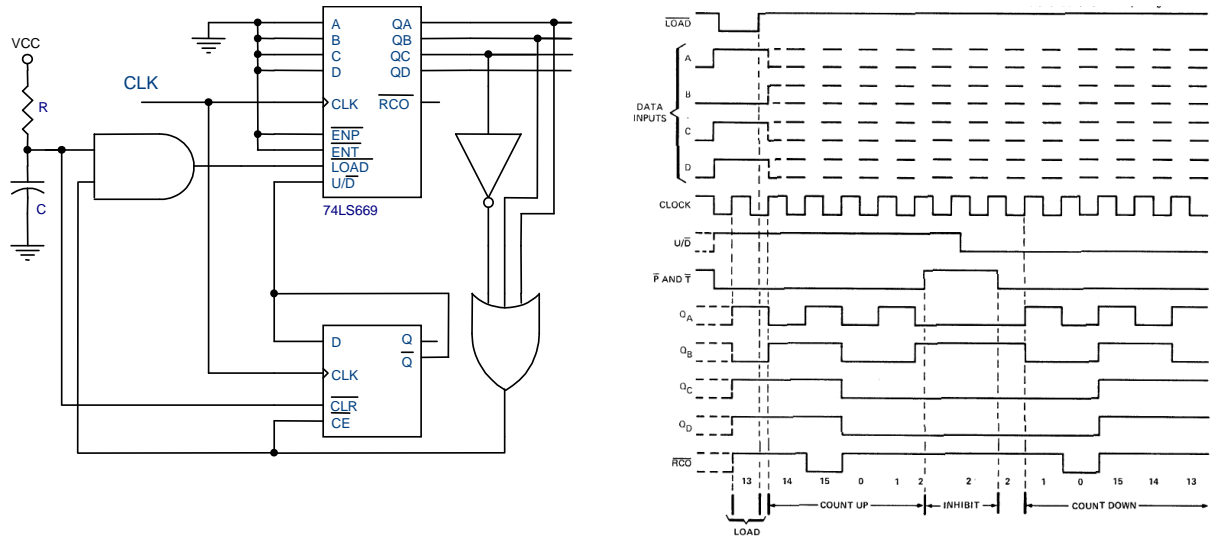 VCC
R
C
CLK
A
B
C
D
CLK
ENP
ENT
LOAD
U/D
QA
QB
QC
QD
RCO
74LS669
D
CLK
CLR
CE
Q
Q
LOAD
DATA INPUTS
A
B
C
D
CLOCK
U/D
P AND T
QA
QB
QC
QD
RCO
13 14 15 0 1 2 2 2 1 0 15 14 13
COUNT UP INHIBIT COUNT DOWN
LOAD